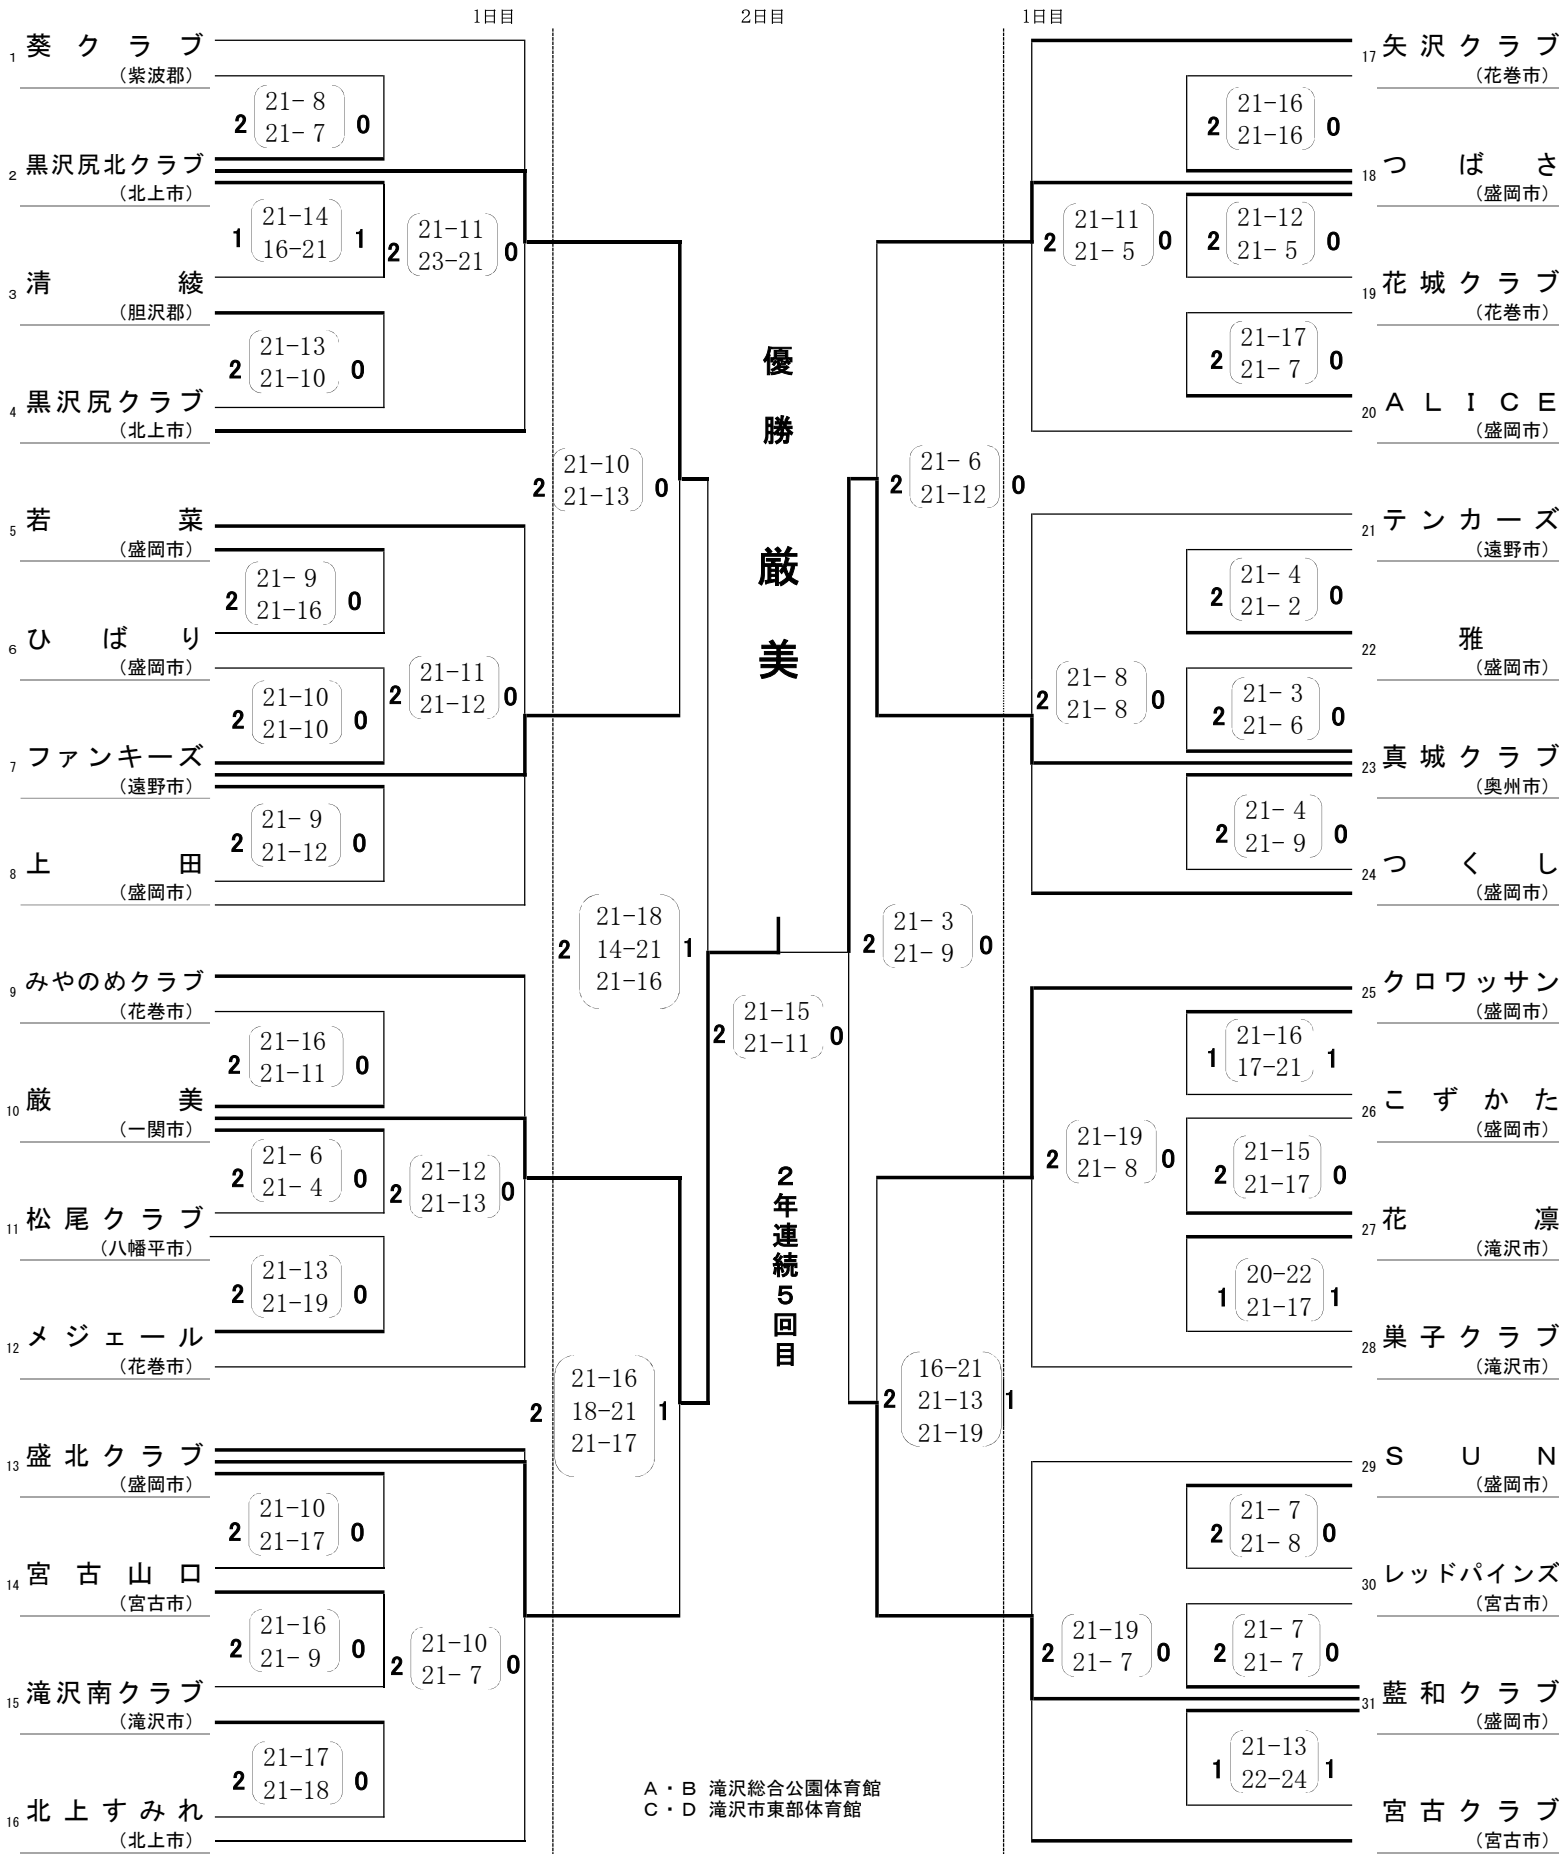 1日目
2日目
1日目
1 葵クラブ
（紫波郡）
2 (21- 8 21- 7) 0
2 黒沢尻北クラブ
（北上市）
1 (21-14 16-21) 1
2 (21-11 23-21) 0
3 清綾
（胆沢郡）
2 (21-13 21-10) 0
4 黒沢尻クラブ
（北上市）
2 (21-10 21-13) 0
5 若菜
（盛岡市）
2 (21- 9 21-16) 0
6 ひばり
（盛岡市）
2 (21-10 21-10) 0
2 (21-11 21-12) 0
7 ファンキーズ
（遠野市）
2 (21- 9 21-12) 0
8 上田
（盛岡市）
2 (21-18 14-21 21-16) 1
9 みやのめクラブ
（花巻市）
2 (21-16 21-11) 0
10 厳美
（一関市）
2 (21- 6 21- 4) 0
2 (21-12 21-13) 0
11 松尾クラブ
（八幡平市）
2 (21-13 21-19) 0
12 メジェール
（花巻市）
2 (21-16 18-21 21-17) 1
13 盛北クラブ
（盛岡市）
2 (21-10 21-17) 0
14 宮古山口
（宮古市）
2 (21-16 21- 9) 0
2 (21-10 21- 7) 0
15 滝沢南クラブ
（滝沢市）
2 (21-17 21-18) 0
16 北上すみれ
（北上市）
優勝
厳美
2 (21-15 21-11) 0
２年連続５回目
A・B 滝沢総合公園体育館
C・D 滝沢市東部体育館
17 矢沢クラブ
（花巻市）
2 (21-16 21-16) 0
18 つばさ
（盛岡市）
2 (21-11 21- 5) 0
2 (21-12 21- 5) 0
19 花城クラブ
（花巻市）
2 (21-17 21- 7) 0
20 ＡＬＩＣＥ
（盛岡市）
2 (21- 6 21-12) 0
21 テンカーズ
（遠野市）
2 (21- 4 21- 2) 0
22 雅
（盛岡市）
2 (21- 8 21- 8) 0
2 (21- 3 21- 6) 0
23 真城クラブ
（奥州市）
2 (21- 4 21- 9) 0
24 つくし
（盛岡市）
2 (21- 3 21- 9) 0
25 クロワッサン
（盛岡市）
1 (21-16 17-21) 1
26 こずかた
（盛岡市）
2 (21-19 21- 8) 0
2 (21-15 21-17) 0
27 花凛
（滝沢市）
1 (20-22 21-17) 1
28 巣子クラブ
（滝沢市）
2 (16-21 21-13 21-19) 1
29 ＳＵＮ
（盛岡市）
2 (21- 7 21- 8) 0
30 レッドパインズ
（宮古市）
2 (21-19 21- 7) 0
2 (21- 7 21- 7) 0
31 藍和クラブ
（盛岡市）
1 (21-13 22-24) 1
宮古クラブ
（宮古市）